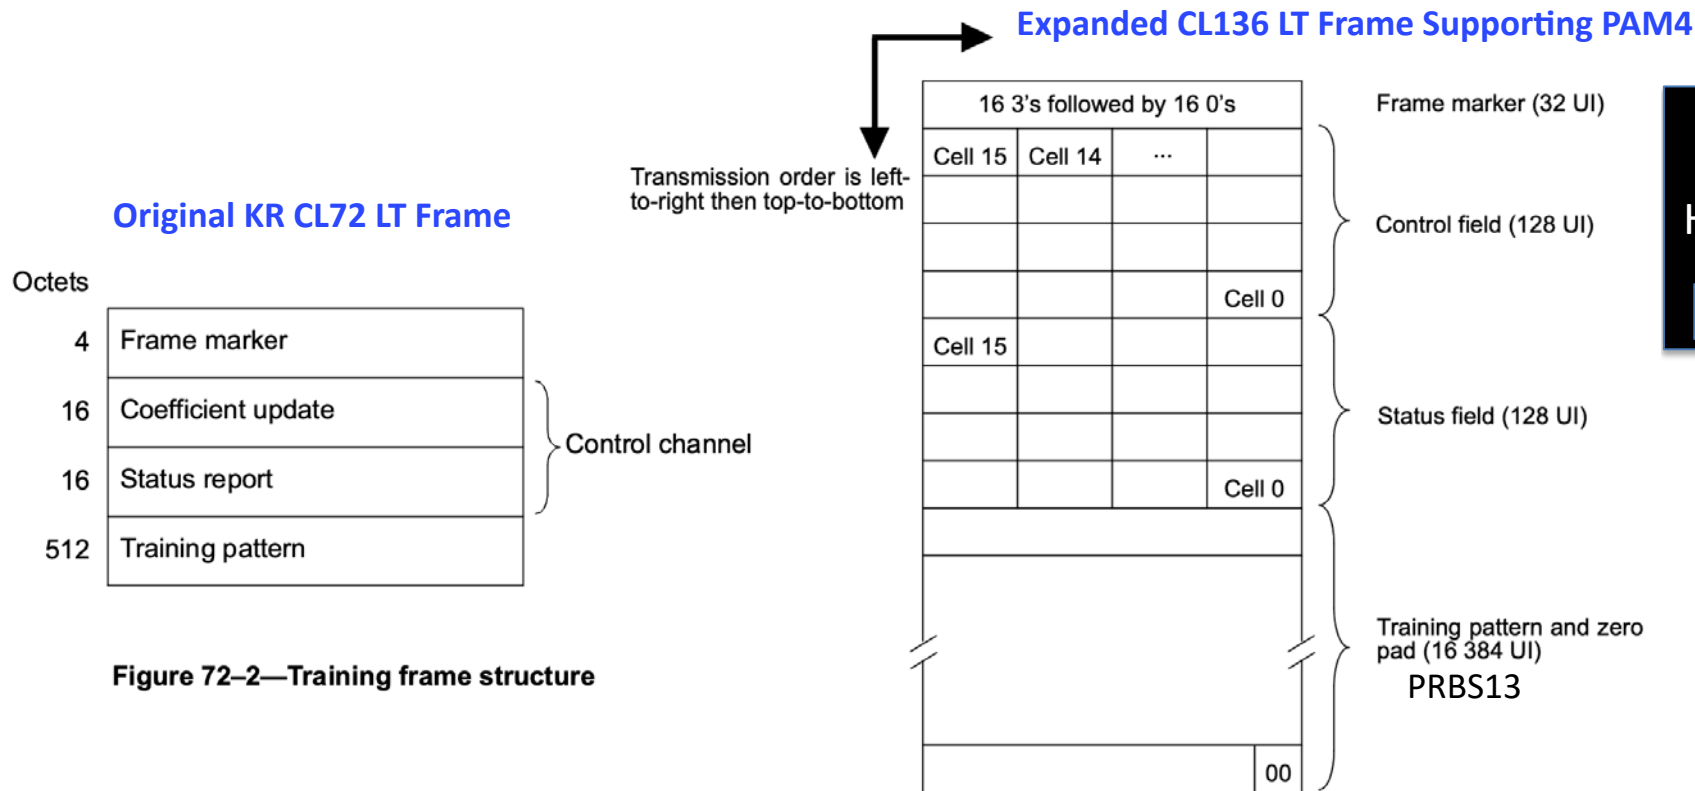 Expanded CL136 LT Frame Supporting PAM4
16 3's followed by 16 0's
Frame marker (32 UI)
Cell 15 Cell 14 ...
Transmission order is left-
to-right then top-to-bottom
Original KR CL72 LT Frame
Control field (128 UI)
H
Octets
Cell 0
4 Frame marker
Cell 15
16 Coefficient update
Control channel
Status field (128 UI)
16 Status report
Cell 0
512 Training pattern
Training pattern and zero
pad (16 384 UI)
PRBS13
Figure 72–2—Training frame structure
00